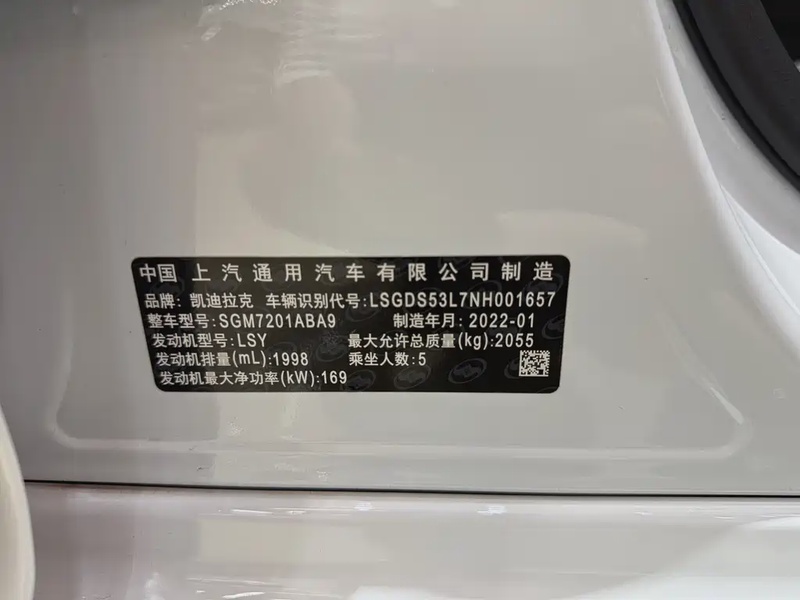 中国 上汽通用汽车有限公司制造
品牌: 凯迪拉克 车辆识别代号:LSGDS53L7NH001657
整车型号:SGM7201ABA9 制造年月: 2022-01
发动机型号:LSY 最大允许总质量(kg):2055
发动机排量(mL):1998 乘坐人数:5
发动机最大净功率(kW):169